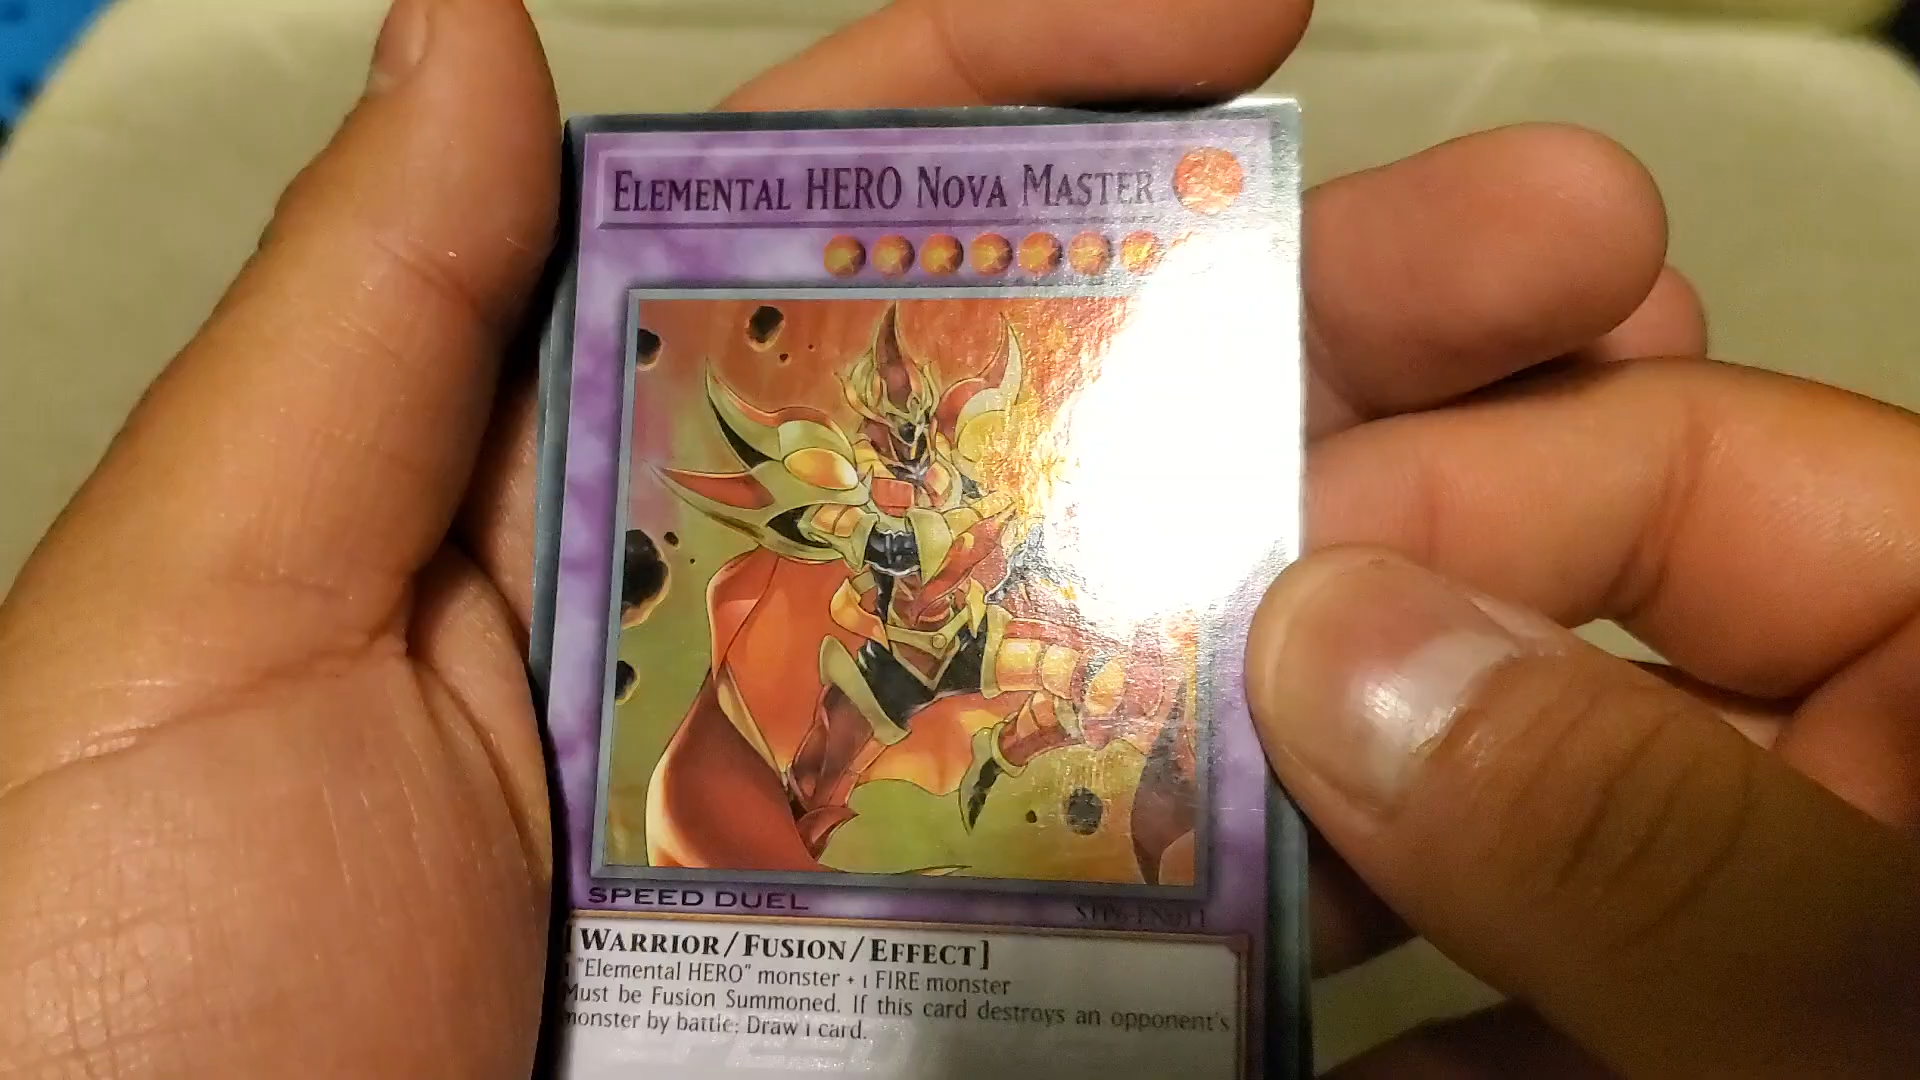 ELEMENTAL HERO NOVA MASTER
SPEED DUEL
[WARRIOR/FUSION/EFFECT]
1 "Elemental HERO" monster + 1 FIRE monster
Must be Fusion Summoned. If this card destroys an opponent's
monster by battle: Draw 1 card.